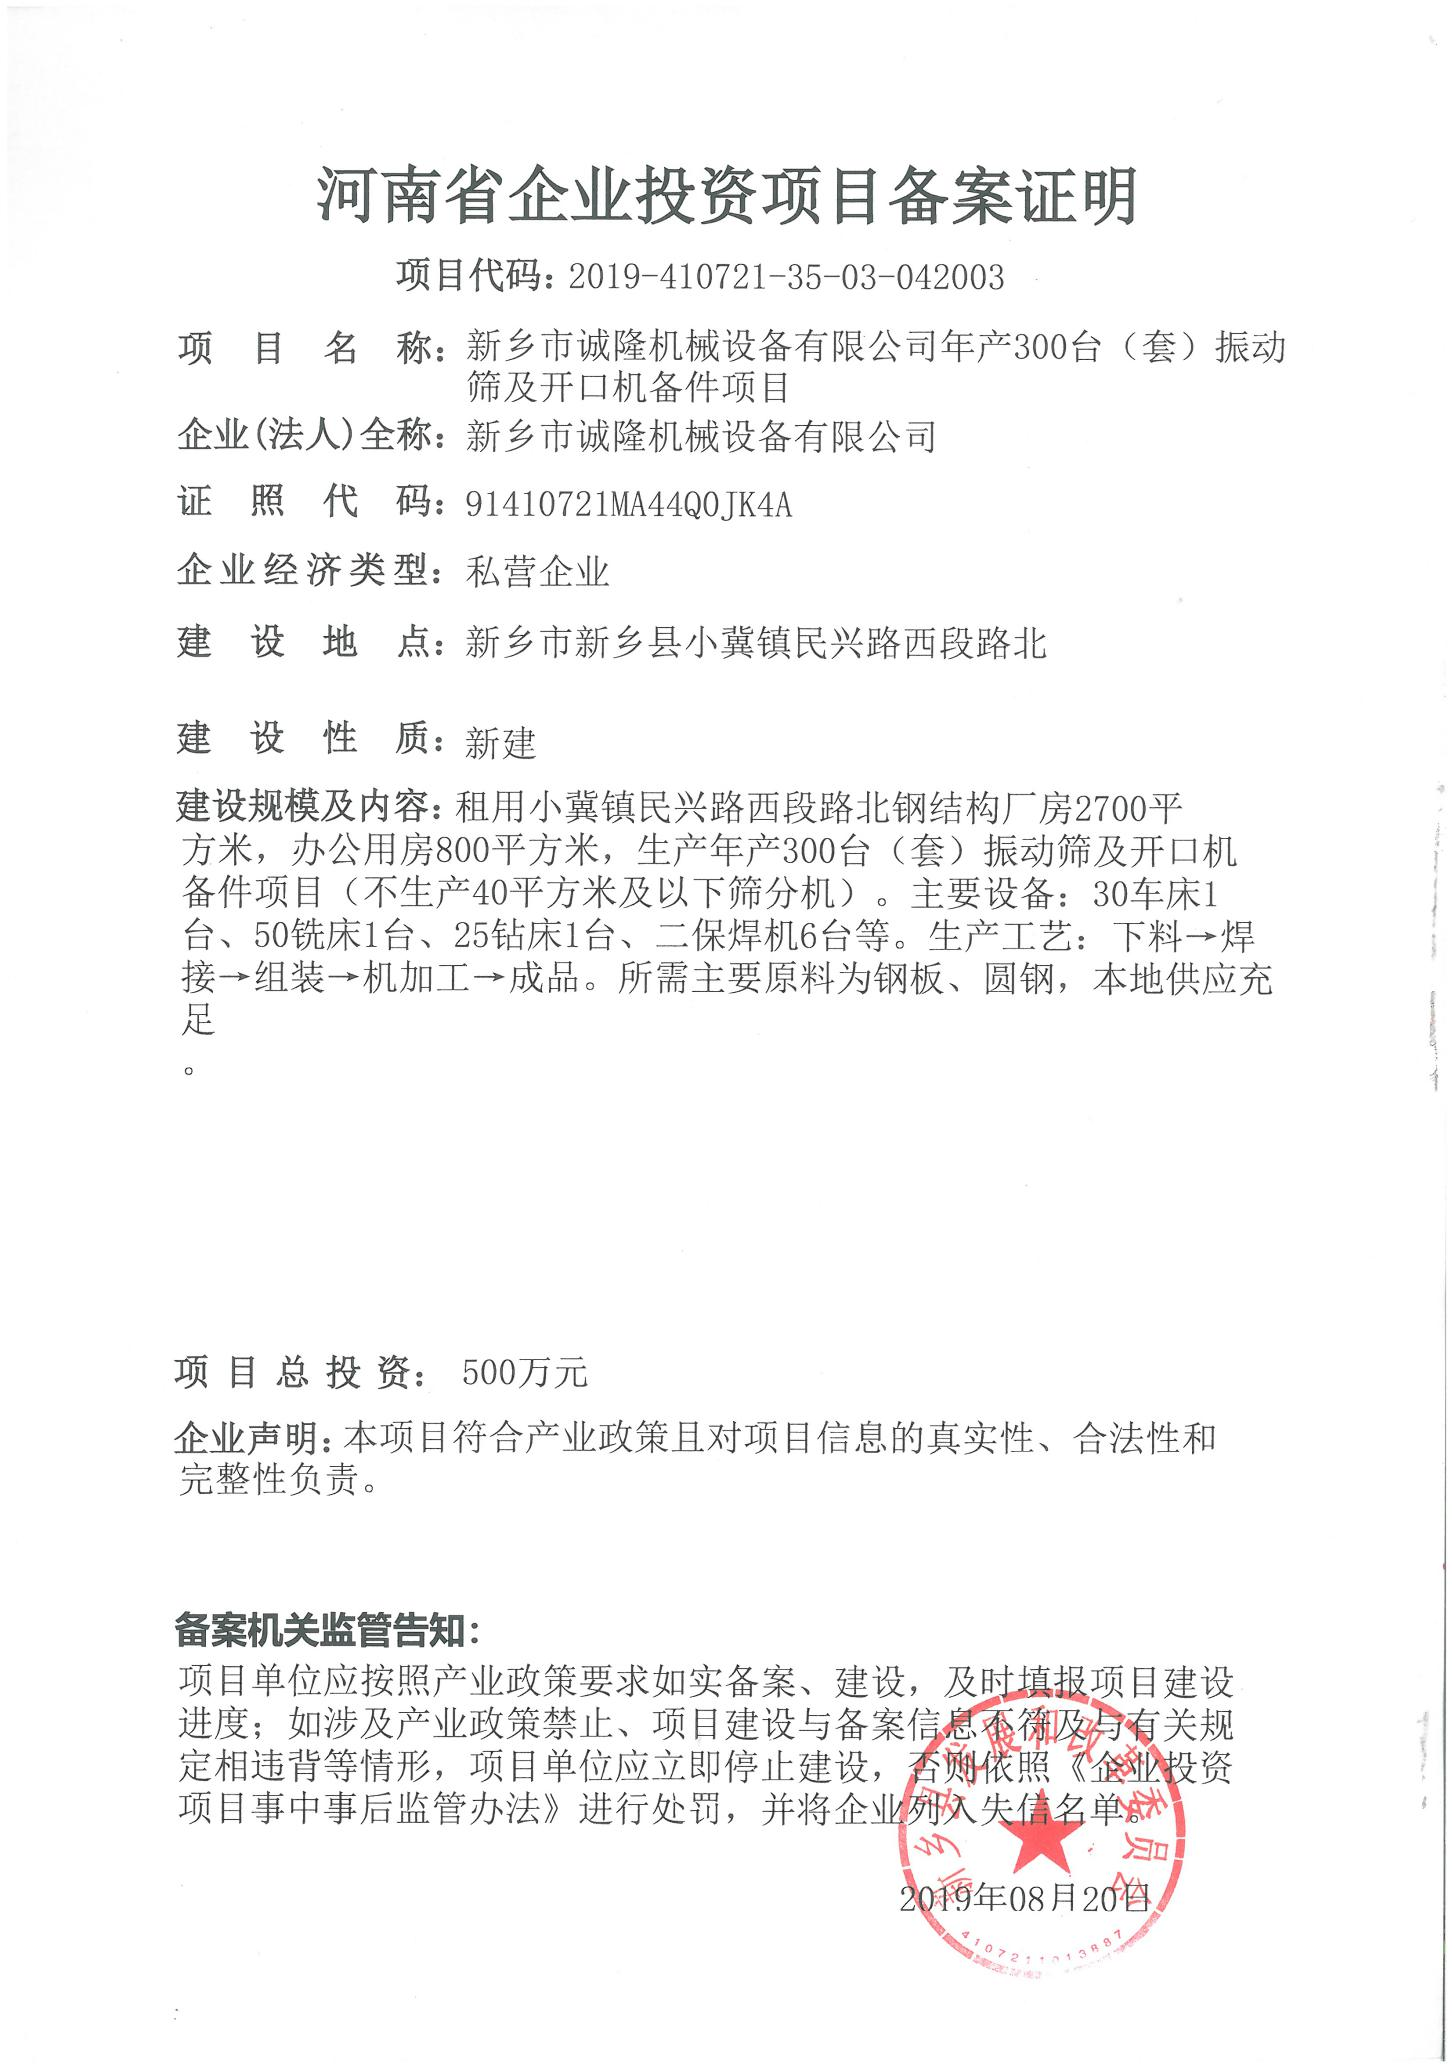 河南省企业投资项目备案证明
项目代码：2019-410721-35-03-042003
项目名称：新乡市诚隆机械设备有限公司年产300台（套）振动
筛及开口机备件项目
企业(法人)全称：新乡市诚隆机械设备有限公司
证照代码：91410721MA44Q0JK4A
企业经济类型：私营企业
建设地点：新乡市新乡县小冀镇民兴路西段路北
建设性质：新建
建设规模及内容：租用小冀镇民兴路西段路北钢结构厂房2700平
方米，办公用房800平方米，生产年产300台（套）振动筛及开口机
备件项目（不生产40平方米及以下筛分机）。主要设备：30车床1
台、50铣床1台、25钻床1台、二保焊机6台等。生产工艺：下料→焊
接→组装→机加工→成品。所需主要原料为钢板、圆钢，本地供应充
足
。
项目总投资：500万元
企业声明：本项目符合产业政策且对项目信息的真实性、合法性和
完整性负责。
备案机关监管告知：
项目单位应按照产业政策要求如实备案、建设，及时填报项目建设
进度；如涉及产业政策禁止、项目建设与备案信息不符及与有关规
定相违背等情形，项目单位应立即停止建设，否则依照《企业投资
项目事中事后监管办法》进行处罚，并将企业列入失信名单。
新乡县发展和改革委员会
2019年08月20日
4107211013887